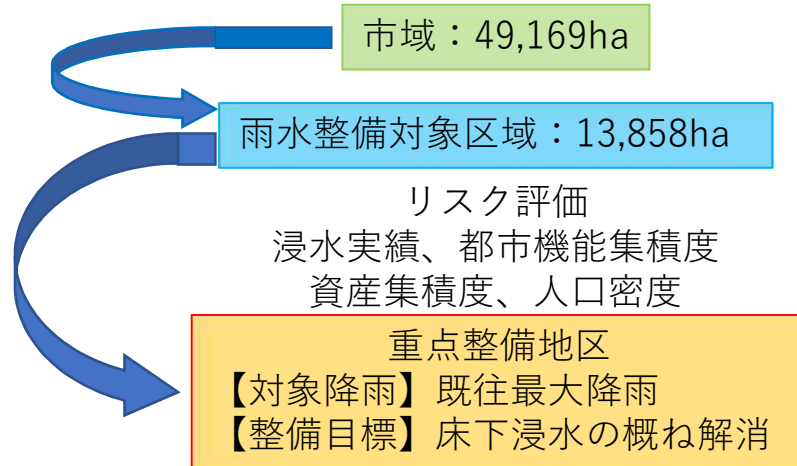 市域：49,169ha
雨水整備対象区域：13,858ha
リスク評価
浸水実績、都市機能集積度
資産集積度、人口密度
重点整備地区
【対象降雨】既往最大降雨
【整備目標】床下浸水の概ね解消